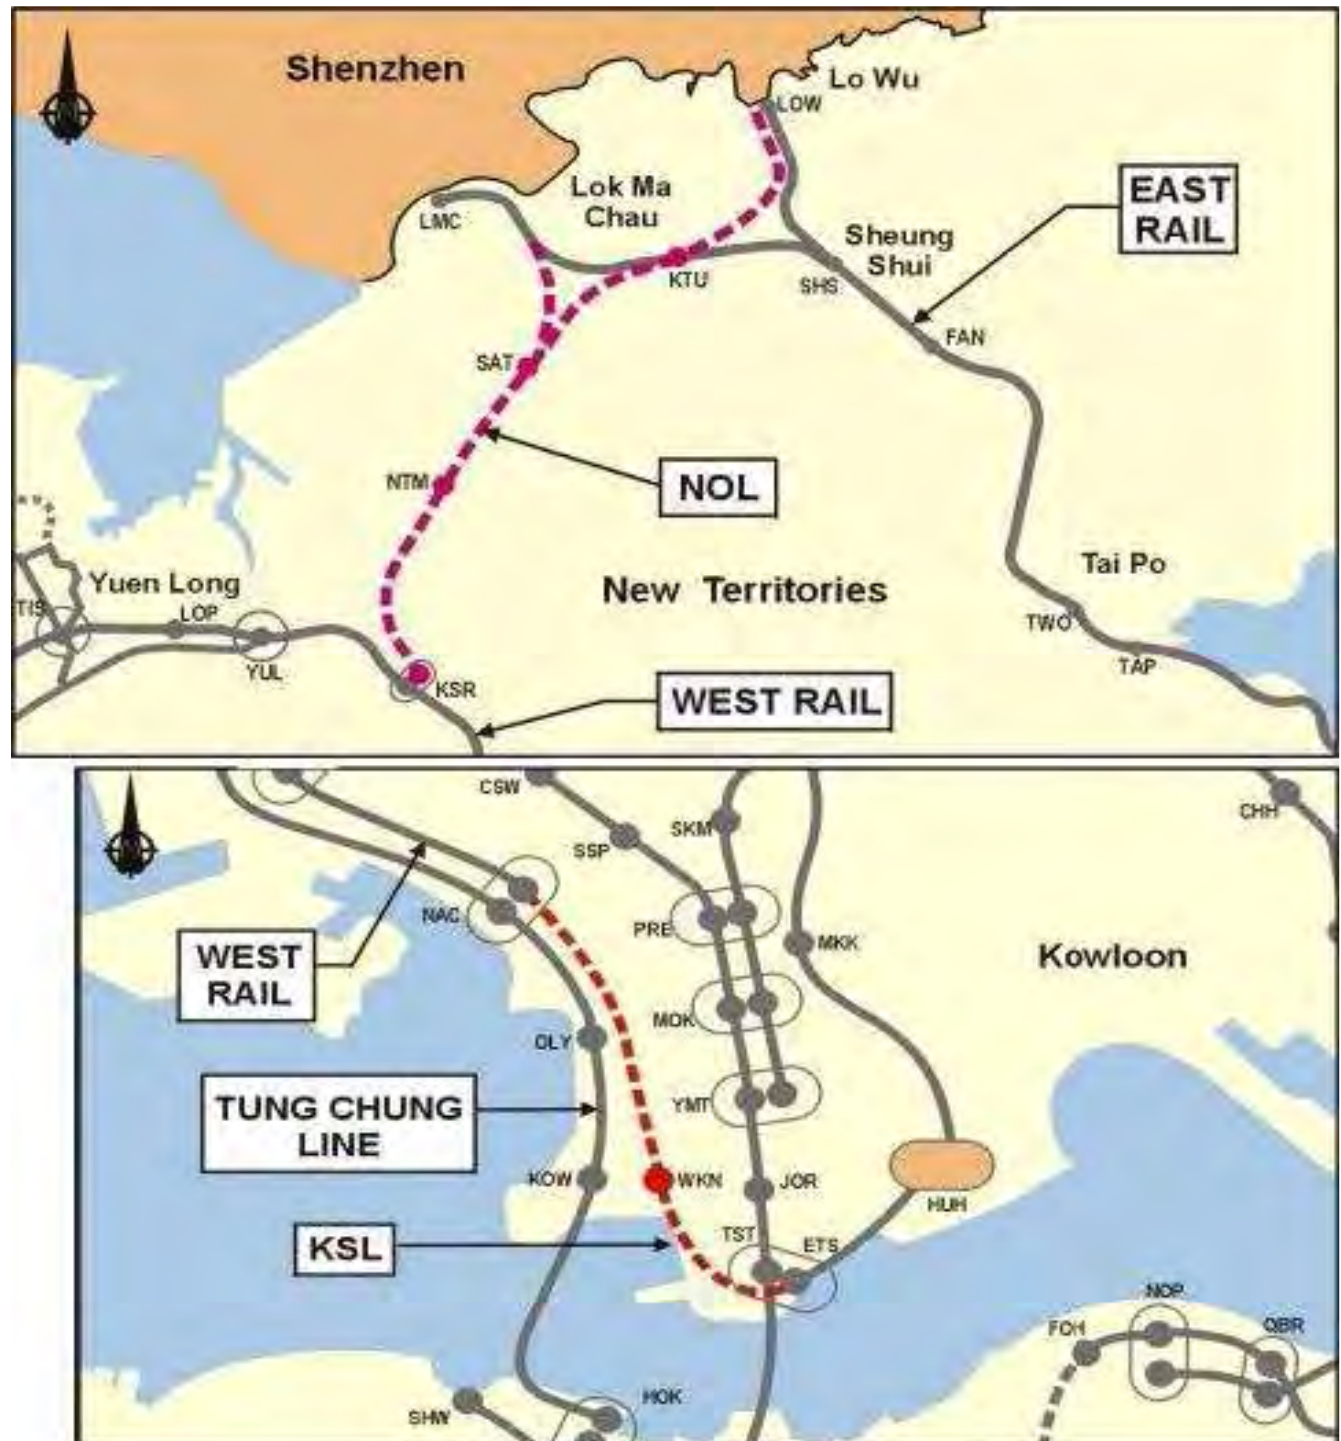 Shenzhen
Lo Wu
LOW
Lok Ma
Chau
LMC
EAST
RAIL
Sheung
Shui
KTU
SHS
FAN
SAT
NTM
NOL
Yuen Long
New Territories
Tai Po
TIS
LOP
TWO
YUL
TAP
KSR
WEST RAIL
CSW
SKM
CHH
SSP
NAC
PRE
MKK
Kowloon
WEST
RAIL
MOK
OLY
TUNG CHUNG
LINE
YMT
KOW
WKN
JOR
HUH
KSL
TST
ETS
NOP
FOH
QBR
HOK
SHW